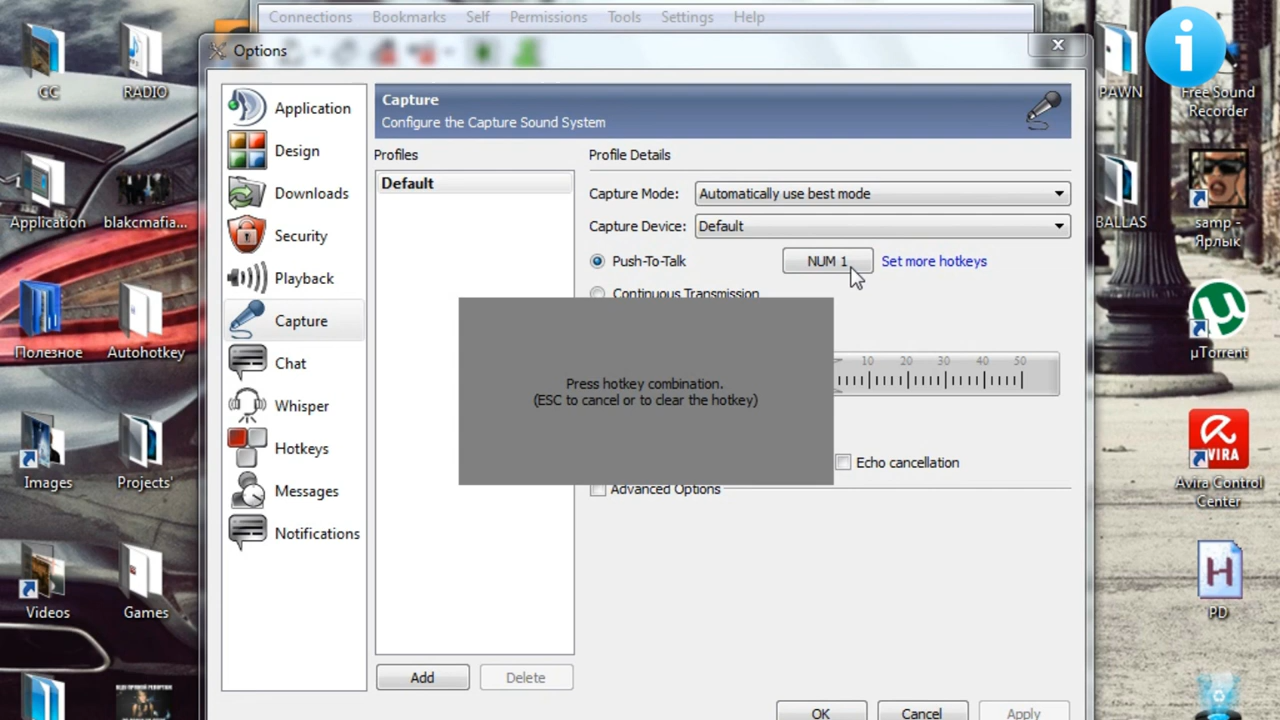 Connections Bookmarks Self Permissions Tools Settings Help
Options
Application
Design
Downloads
Security
Playback
Capture
Chat
Whisper
Hotkeys
Messages
Notifications
Capture
Configure the Capture Sound System
Profiles
Default
Add
Delete
Profile Details
Capture Mode: Automatically use best mode
Capture Device: Default
Push-To-Talk NUM 1 Set more hotkeys
Continuous Transmission
10 20 30 40 50
Press hotkey combination.
(ESC to cancel or to clear the hotkey)
Echo cancellation
Advanced Options
OK Cancel Apply
GC
RADIO
Application
blakcmafia...
Полезное
Autohotkey
Images
Projects'
Videos
Games
PAWN
Free Sound
Recorder
BALLAS
samp -
Ярлык
µTorrent
AVIRA
Avira Control
Center
H
PD